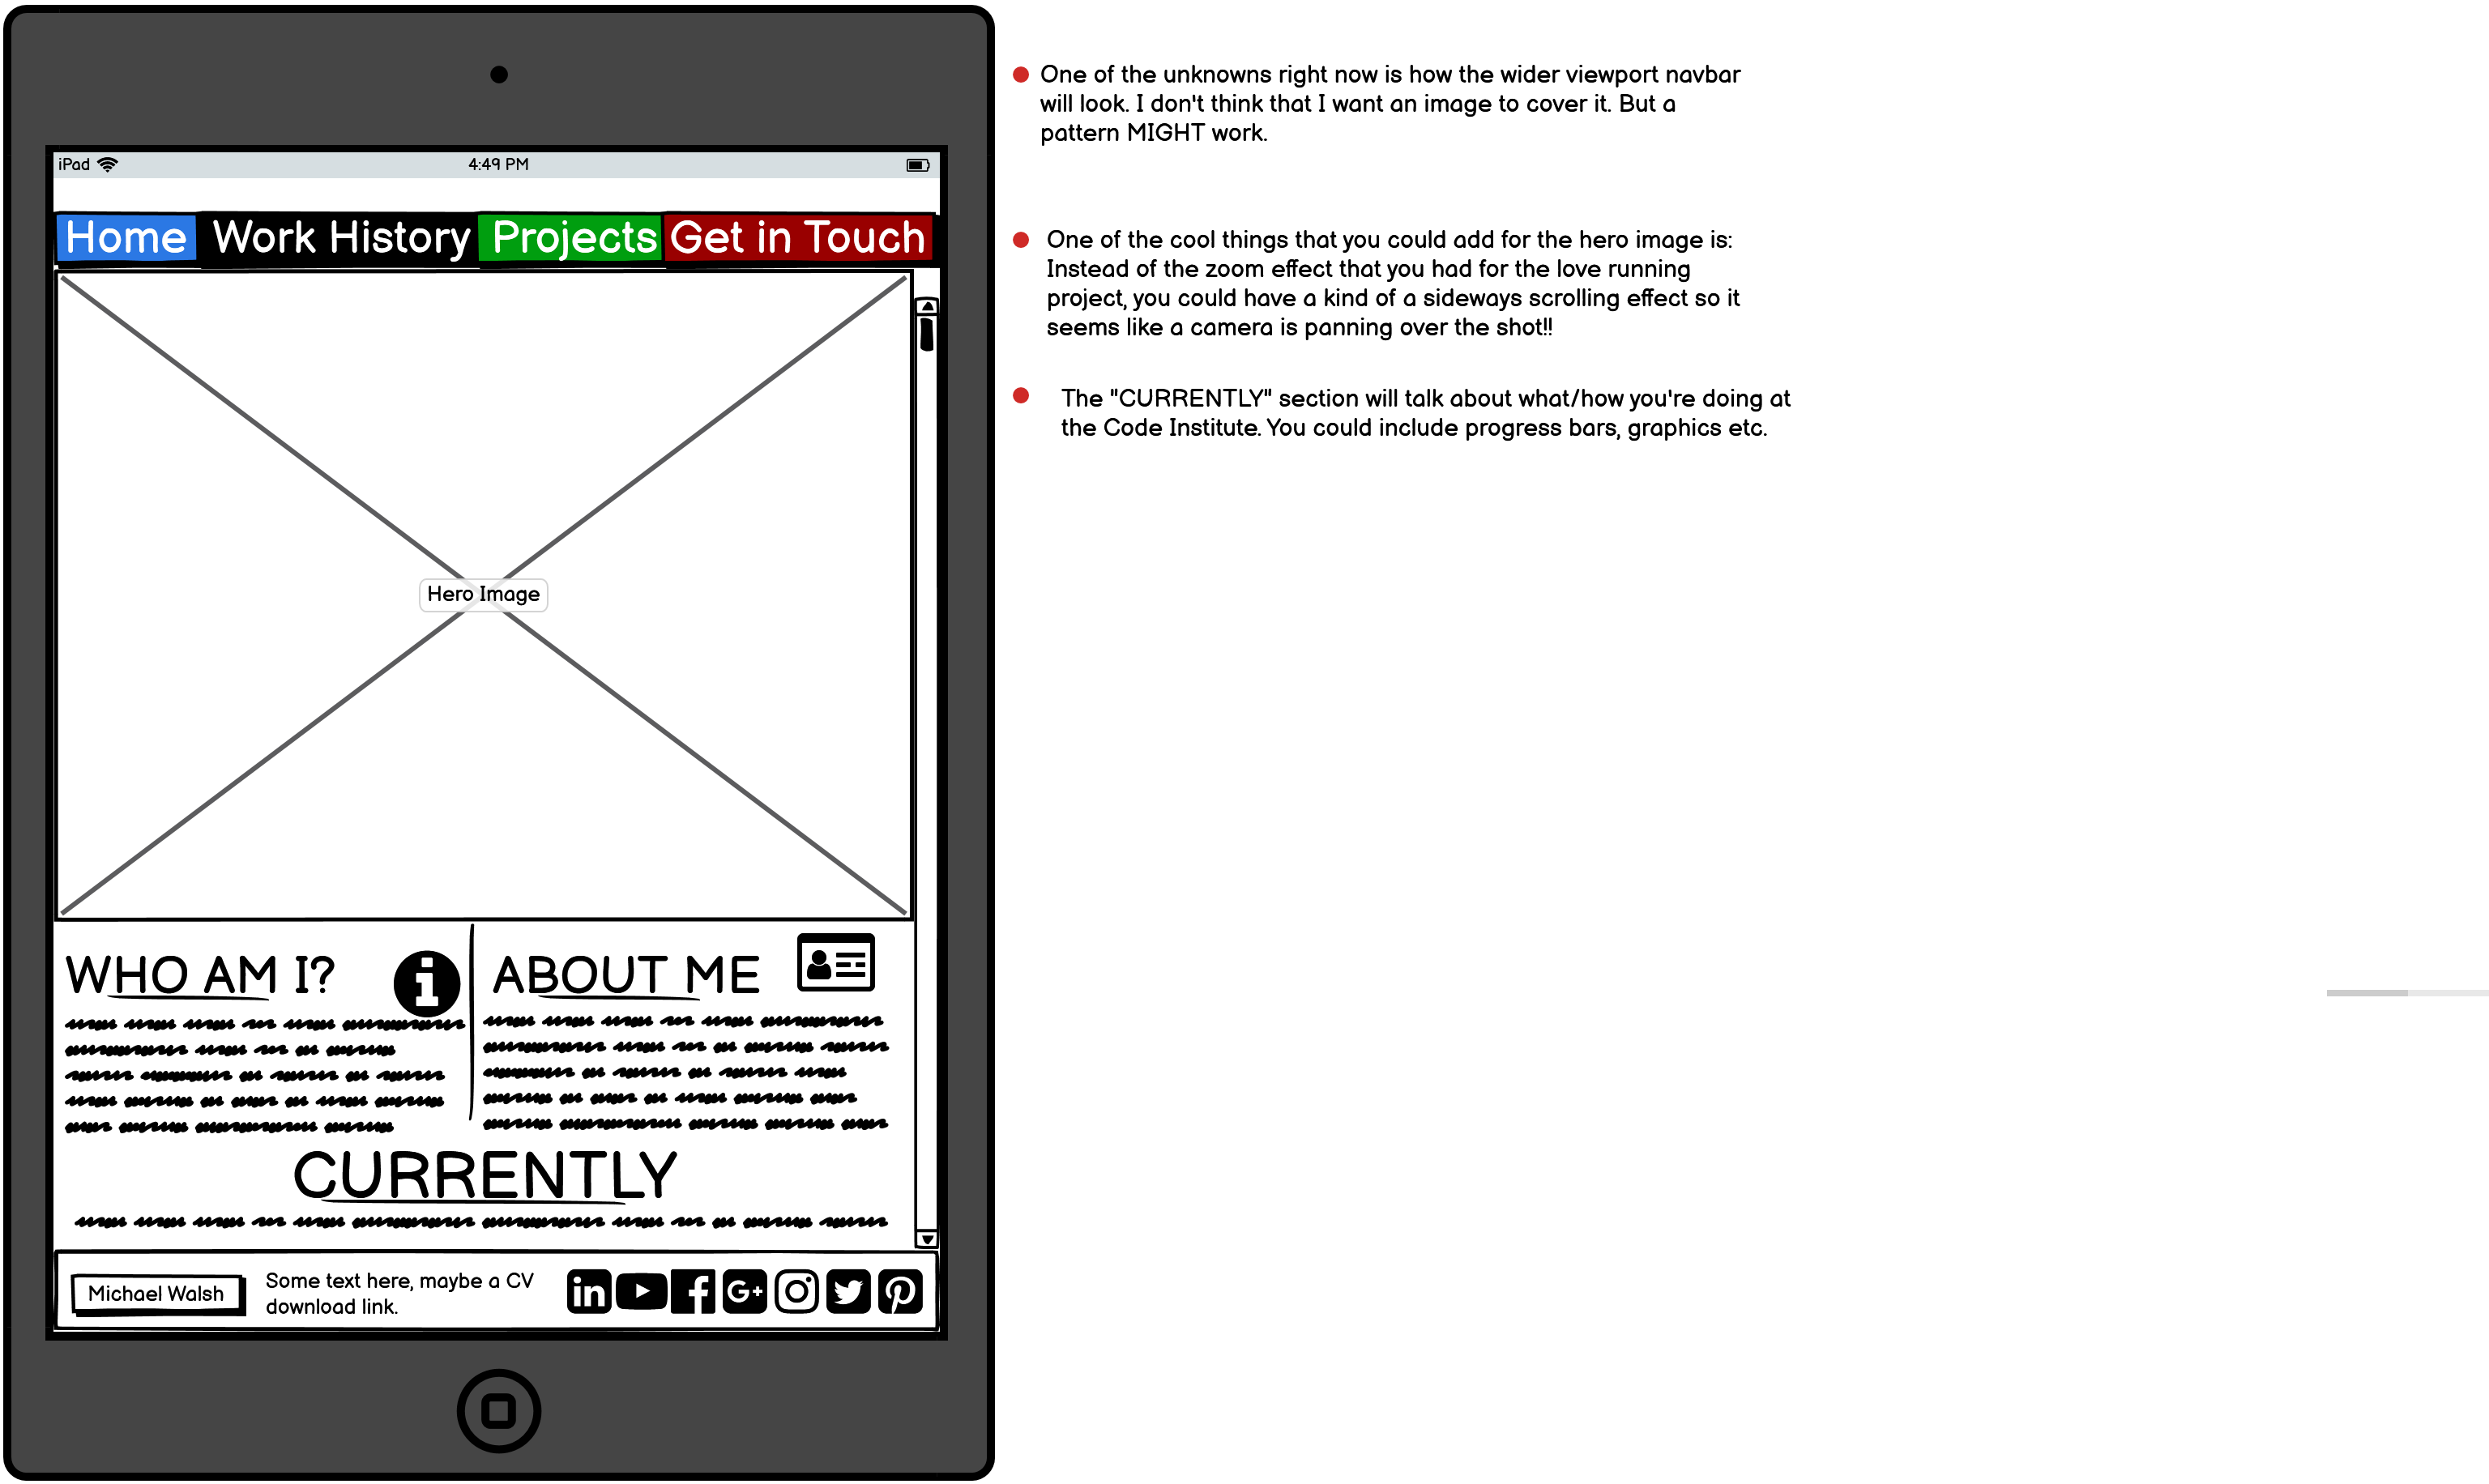 iPad 4:49 PM
Home Work History Projects Get in Touch
Hero Image
WHO AM I? ABOUT ME
CURRENTLY
Michael Walsh
Some text here, maybe a CV
download link.
One of the unknowns right now is how the wider viewport navbar
will look. I don't think that I want an image to cover it. But a
pattern MIGHT work.
One of the cool things that you could add for the hero image is:
Instead of the zoom effect that you had for the love running
project, you could have a kind of a sideways scrolling effect so it
seems like a camera is panning over the shot!!
The "CURRENTLY" section will talk about what/how you're doing at
the Code Institute. You could include progress bars, graphics etc.